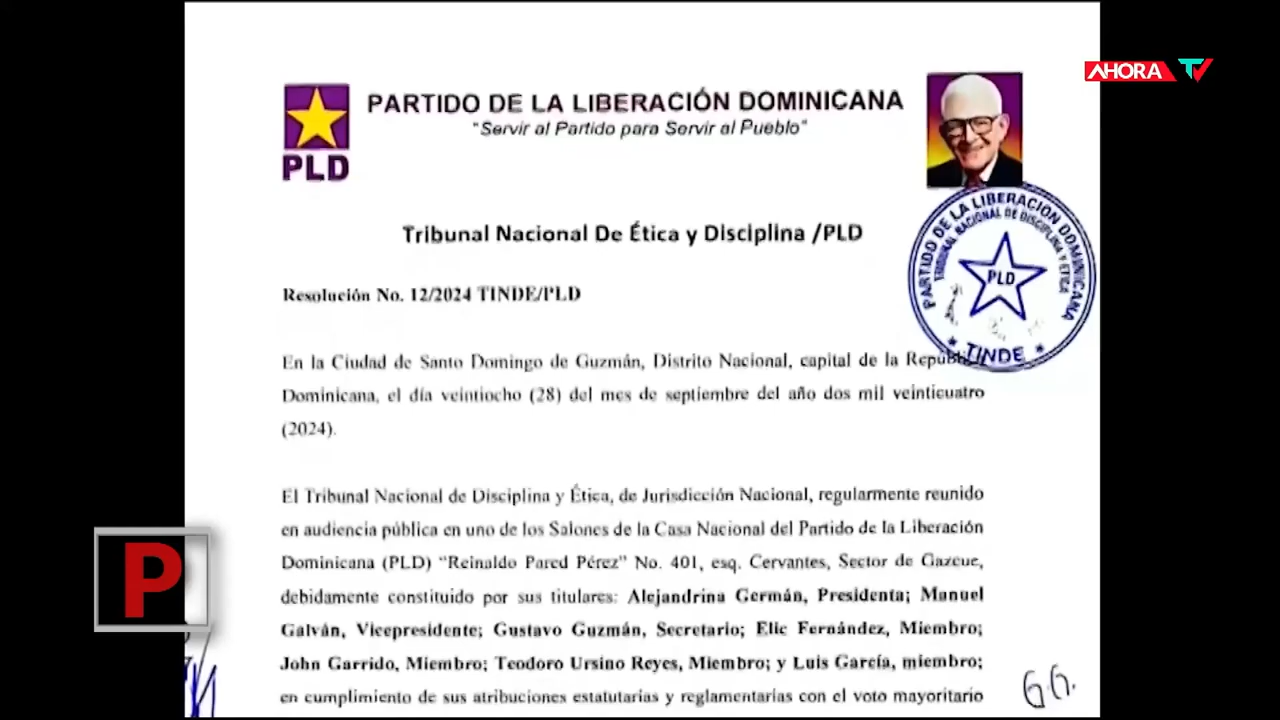 AHORA TV
PARTIDO DE LA LIBERACIÓN DOMINICANA
"Servir al Partido para Servir al Pueblo"
PLD
Tribunal Nacional De Ética y Disciplina /PLD
PARTIDO DE LA LIBERACIÓN DOMINICANA
TRIBUNAL NACIONAL DE DISCIPLINA Y ETICA
PLD
TINDE
Resolución No. 12/2024 TINDE/PLD
En la Ciudad de Santo Domingo de Guzmán, Distrito Nacional, capital de la República
Dominicana, el día veintiocho (28) del mes de septiembre del año dos mil veinticuatro
(2024).
El Tribunal Nacional de Disciplina y Ética, de Jurisdicción Nacional, regularmente reunido
en audiencia pública en uno de los Salones de la Casa Nacional del Partido de la Liberación
Dominicana (PLD) "Reinaldo Pared Pérez" No. 401, esq. Cervantes, Sector de Gazcue,
debidamente constituido por sus titulares: Alejandrina Germán, Presidenta; Manuel
Galván, Vicepresidente; Gustavo Guzmán, Secretario; Elic Fernández, Miembro;
John Garrido, Miembro; Teodoro Ursino Reyes, Miembro; y Luis García, miembro;
en cumplimiento de sus atribuciones estatutarias y reglamentarias con el voto mayoritario
G.G.
P